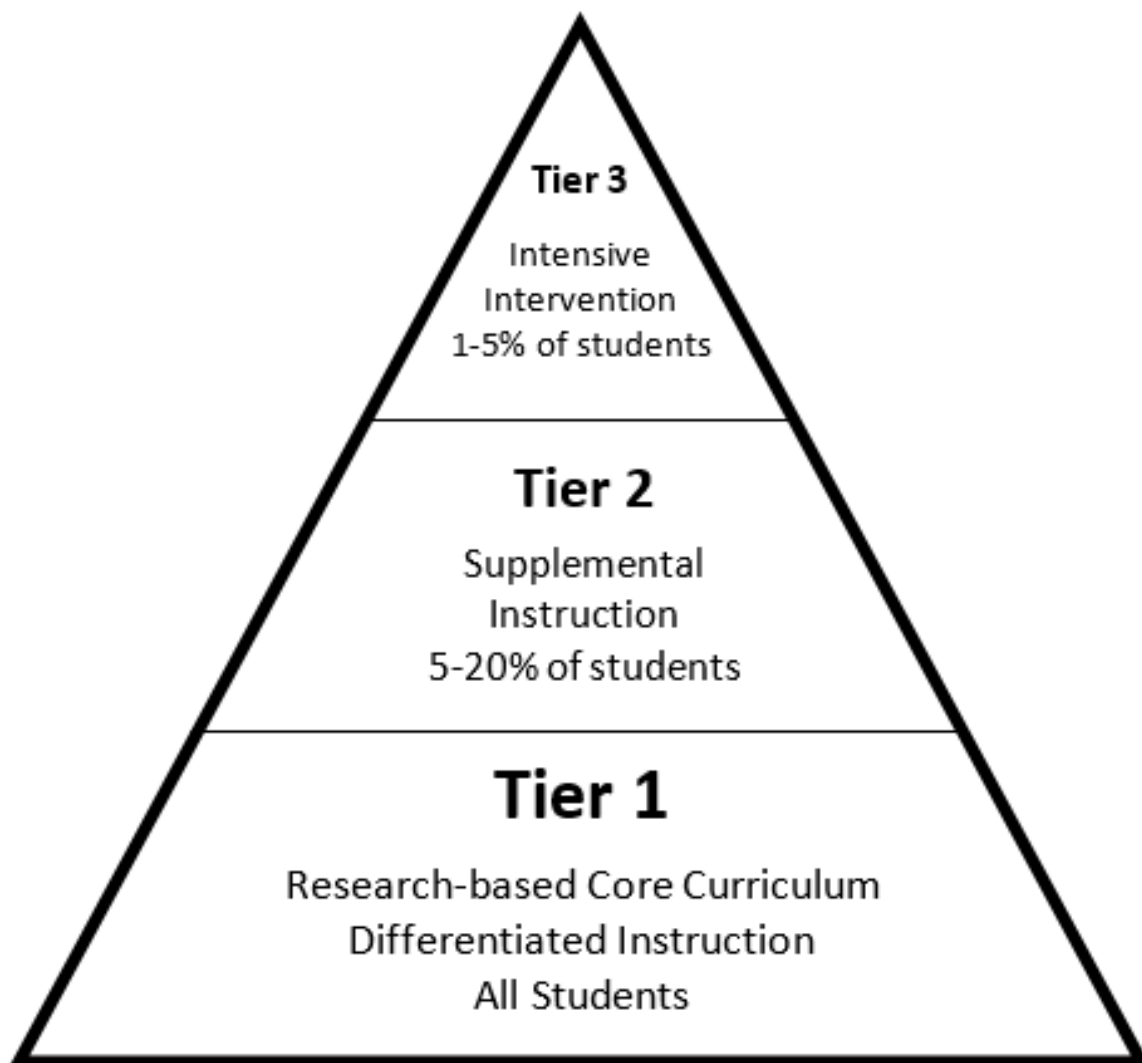 Tier 3
Intensive
Intervention
1-5% of students
Tier 2
Supplemental
Instruction
5-20% of students
Tier 1
Research-based Core Curriculum
Differentiated Instruction
All Students